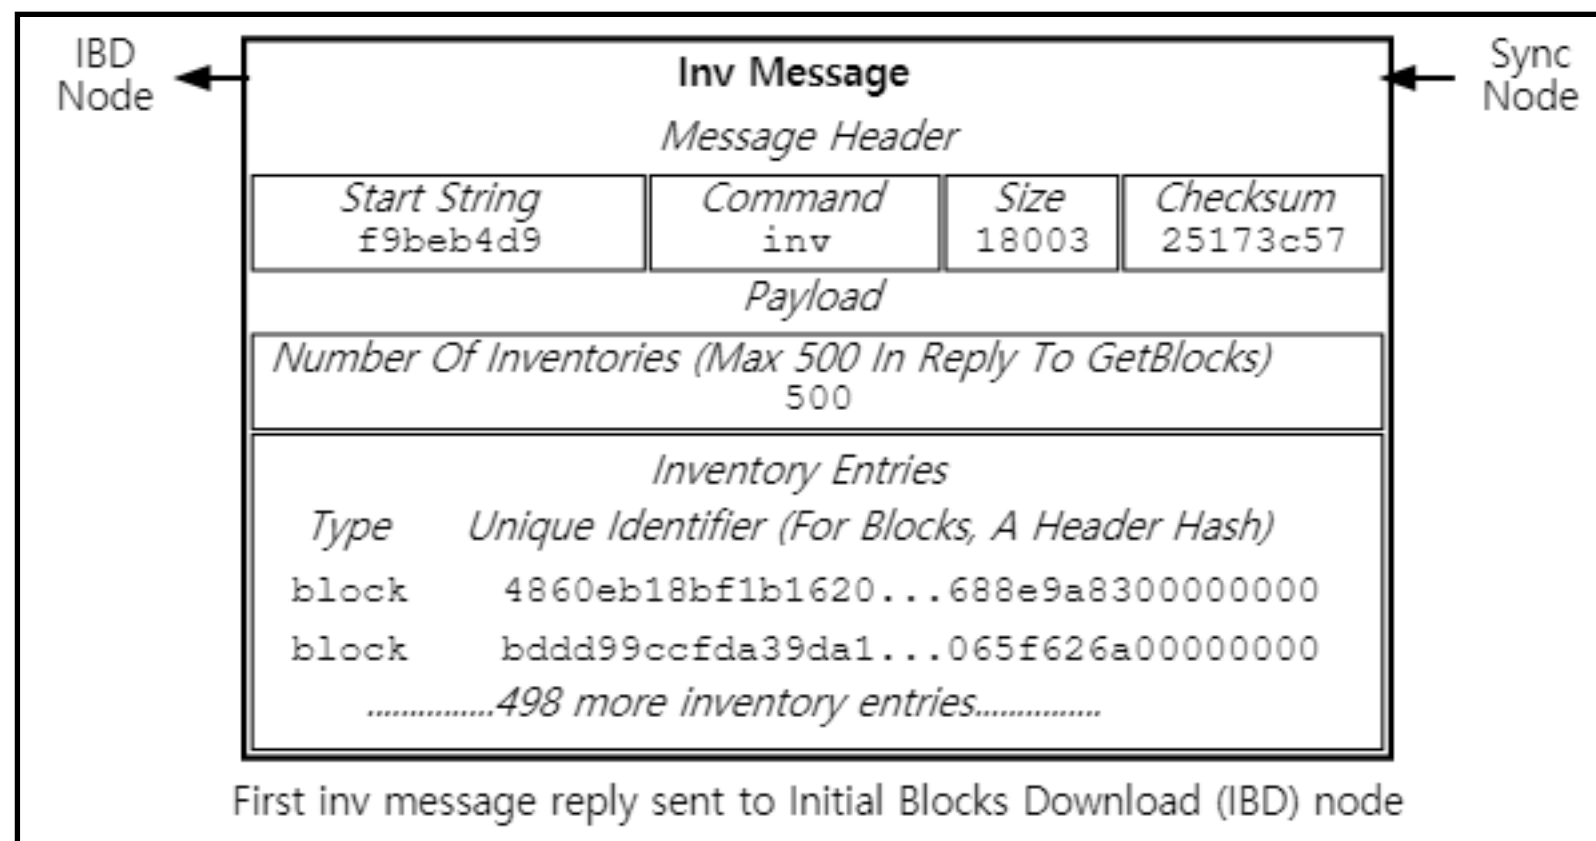 IBD
Node
Inv Message
Sync
Node
Message Header
Start String Command Size Checksum
f9beb4d9 inv 18003 25173c57
Payload
Number Of Inventories (Max 500 In Reply To GetBlocks)
500
Inventory Entries
Type Unique Identifier (For Blocks, A Header Hash)
block 4860eb18bf1b1620...688e9a8300000000
block bddd99ccfda39da1...065f626a00000000
...............498 more inventory entries...............
First inv message reply sent to Initial Blocks Download (IBD) node